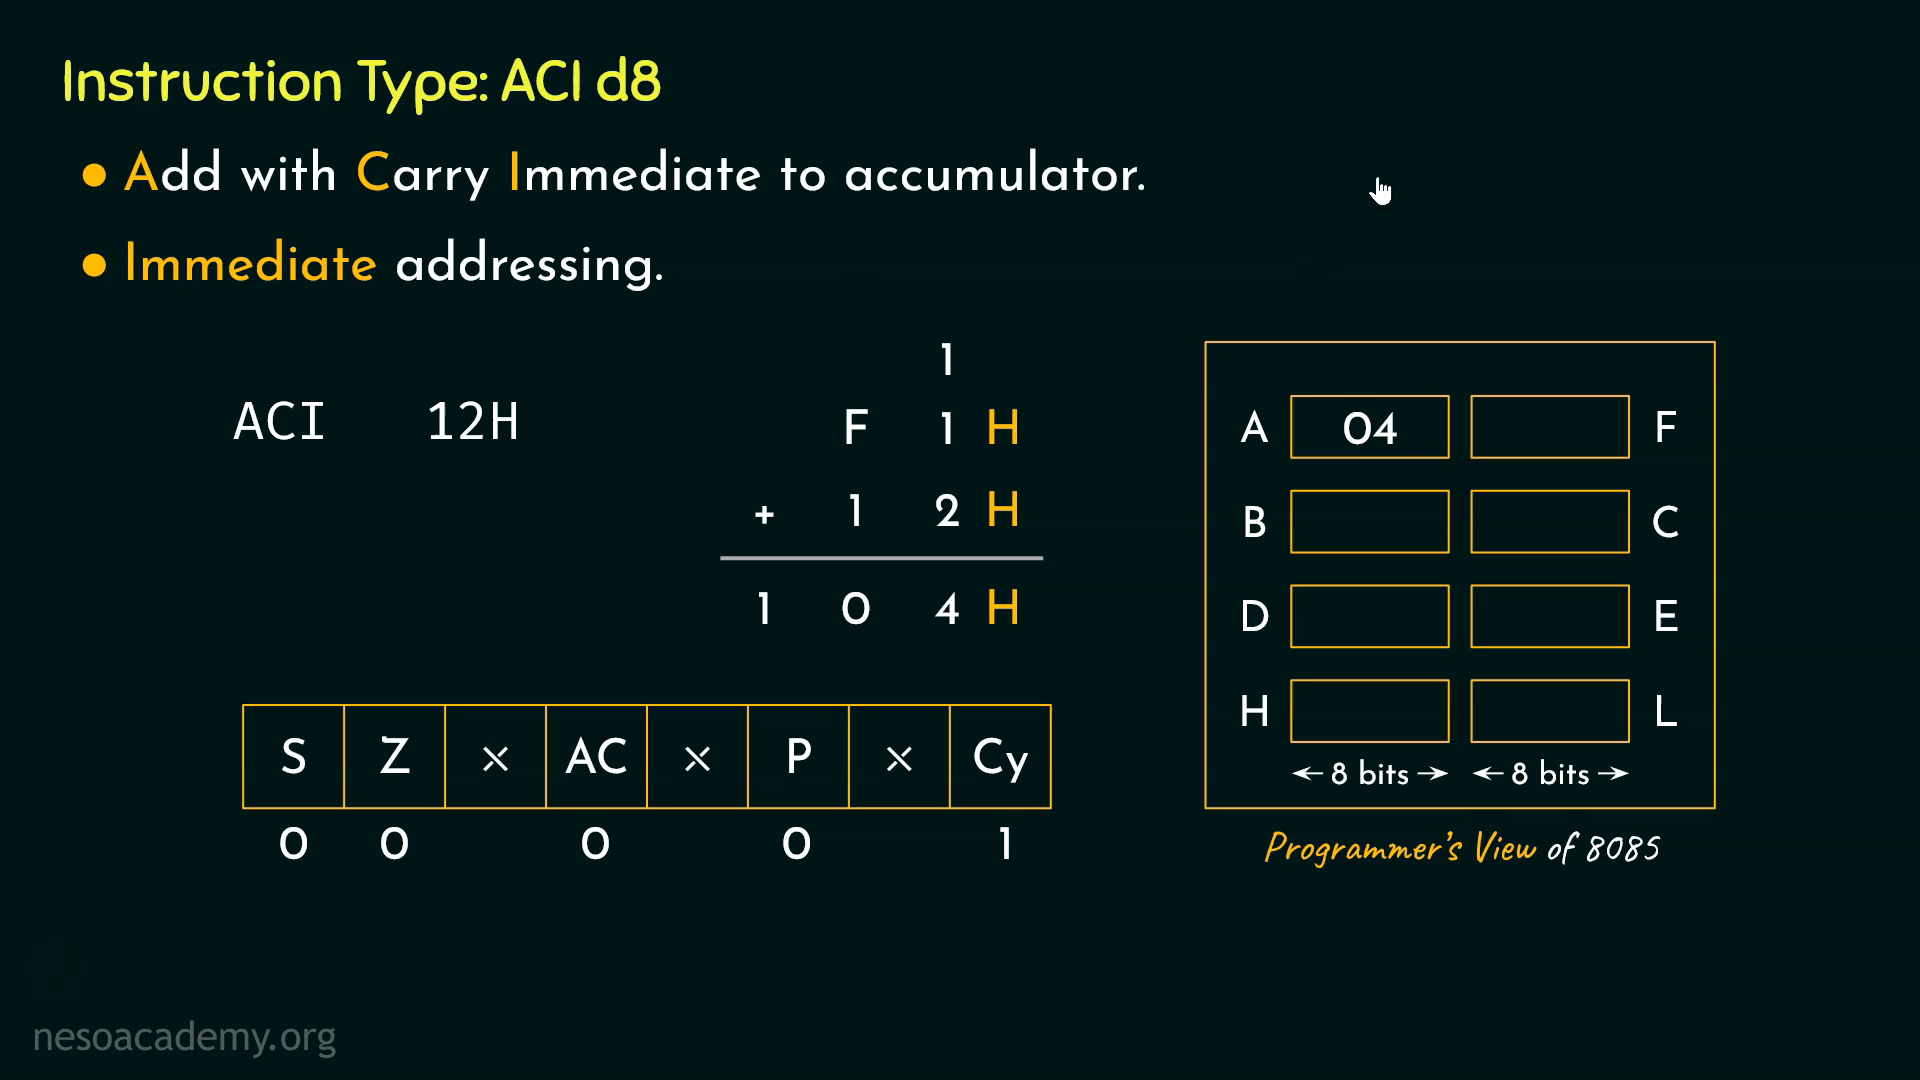 Instruction Type: ACI d8
● Add with Carry Immediate to accumulator.
● Immediate addressing.
ACI 12H
1
F 1 H
+ 1 2 H
1 0 4 H
S Z × AC × P × Cy
0 0 0 0 1
A 04 F
B C
D E
H L
←8 bits→ ←8 bits→
Programmer's View of 8085
nesoacademy.org